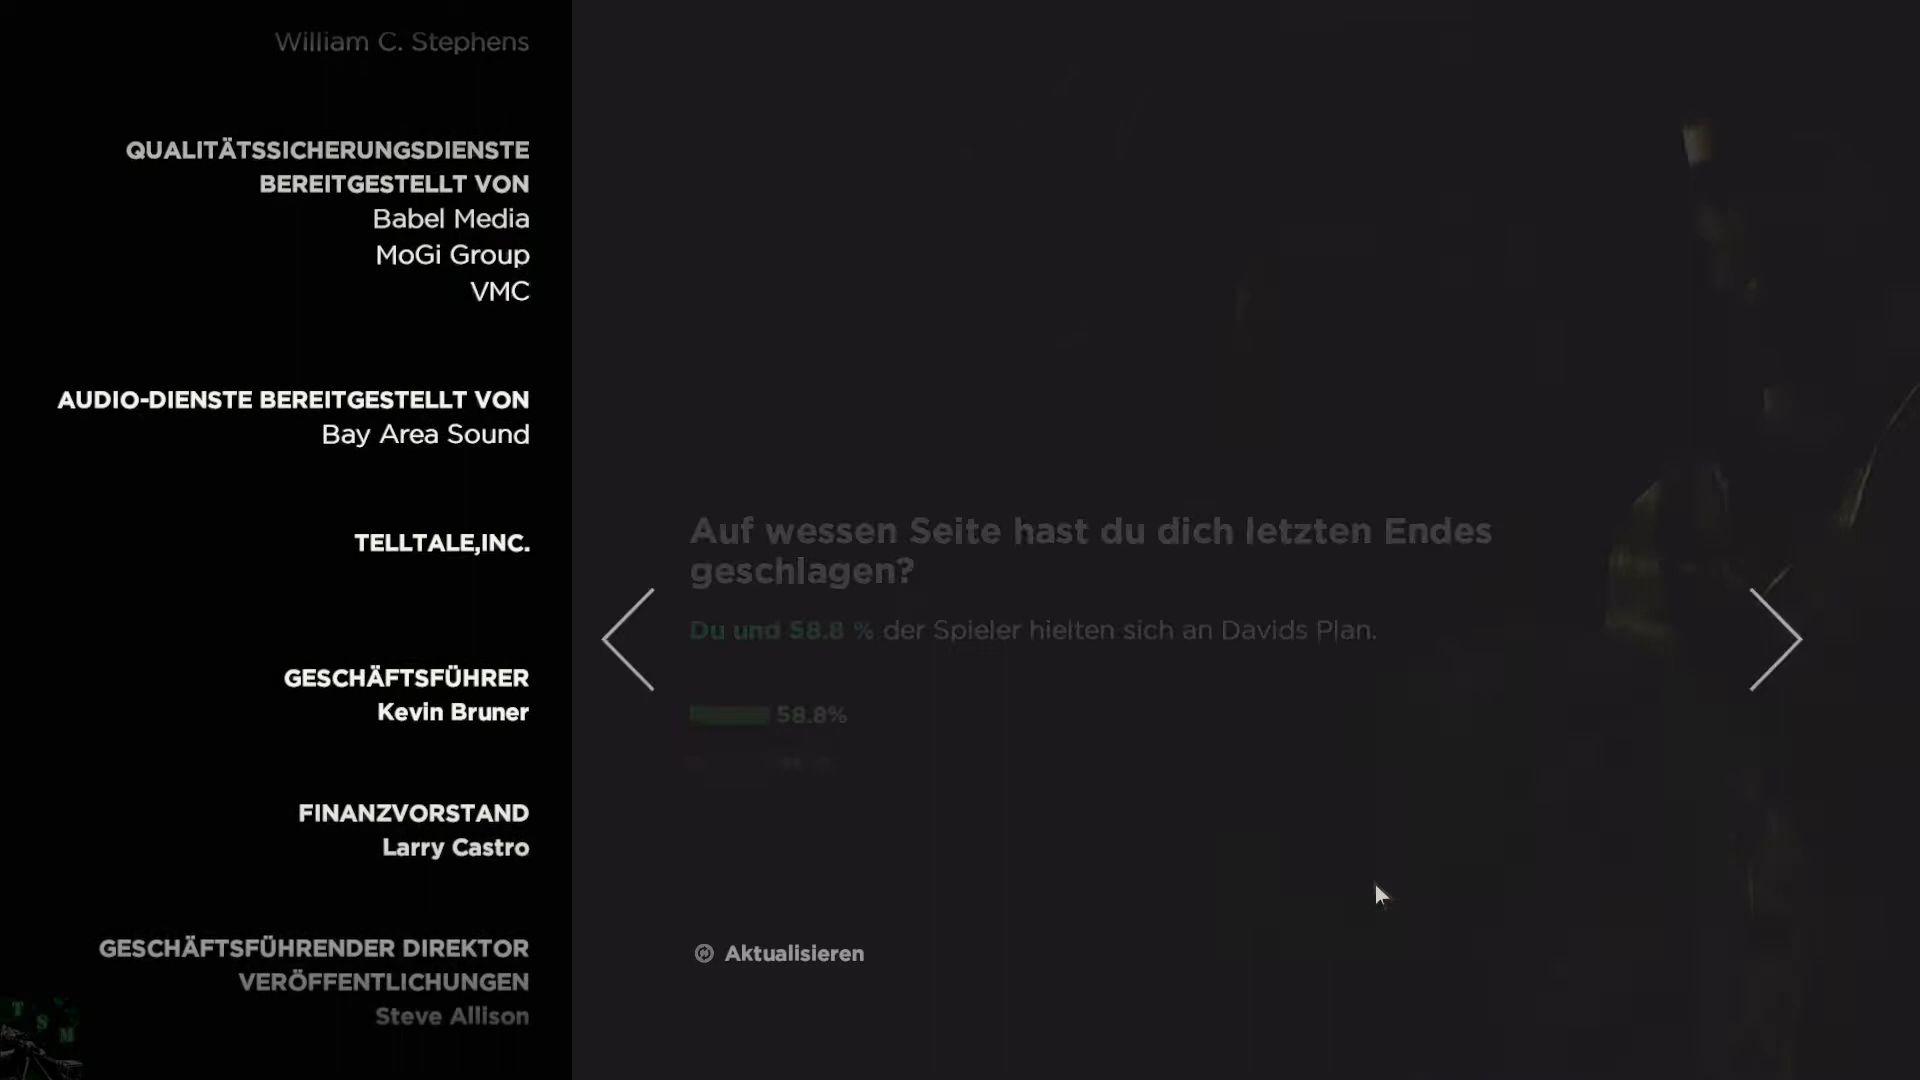 William C. Stephens
QUALITÄTSSICHERUNGSDIENSTE
BEREITGESTELLT VON
Babel Media
MoGi Group
VMC
AUDIO-DIENSTE BEREITGESTELLT VON
Bay Area Sound
TELLTALE,INC.
GESCHÄFTSFÜHRER
Kevin Bruner
FINANZVORSTAND
Larry Castro
GESCHÄFTSFÜHRENDER DIREKTOR
VERÖFFENTLICHUNGEN
Steve Allison
T S M
Auf wessen Seite hast du dich letzten Endes
geschlagen?
Du und 58.8 % der Spieler hielten sich an Davids Plan.
58.8%
Aktualisieren